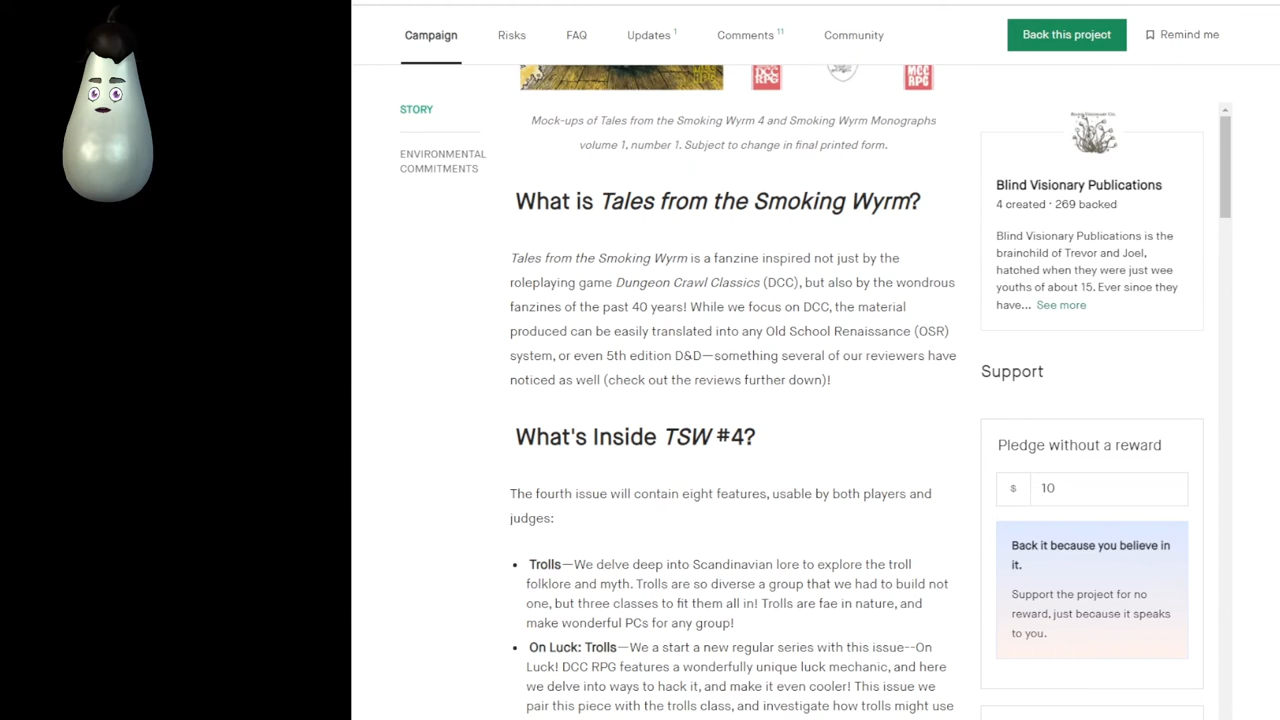 Campaign
Risks
FAQ
Updates 1
Comments 11
Community
Back this project
Remind me
STORY
ENVIRONMENTAL
COMMITMENTS
DCC
RPG
MCC
RPG
Mock-ups of Tales from the Smoking Wyrm 4 and Smoking Wyrm Monographs
volume 1, number 1. Subject to change in final printed form.
What is Tales from the Smoking Wyrm?
Tales from the Smoking Wyrm is a fanzine inspired not just by the
roleplaying game Dungeon Crawl Classics (DCC), but also by the wondrous
fanzines of the past 40 years! While we focus on DCC, the material
produced can be easily translated into any Old School Renaissance (OSR)
system, or even 5th edition D&D—something several of our reviewers have
noticed as well (check out the reviews further down)!
What's Inside TSW #4?
The fourth issue will contain eight features, usable by both players and
judges:
• Trolls—We delve deep into Scandinavian lore to explore the troll
folklore and myth. Trolls are so diverse a group that we had to build not
one, but three classes to fit them all in! Trolls are fae in nature, and
make wonderful PCs for any group!
• On Luck: Trolls—We a start a new regular series with this issue--On
Luck! DCC RPG features a wonderfully unique luck mechanic, and here
we delve into ways to hack it, and make it even cooler! This issue we
pair this piece with the trolls class, and investigate how trolls might use
Blind Visionary Publications
4 created · 269 backed
Blind Visionary Publications is the
brainchild of Trevor and Joel,
hatched when they were just wee
youths of about 15. Ever since they
have... See more
Support
Pledge without a reward
$ 10
Back it because you believe in
it.
Support the project for no
reward, just because it speaks
to you.